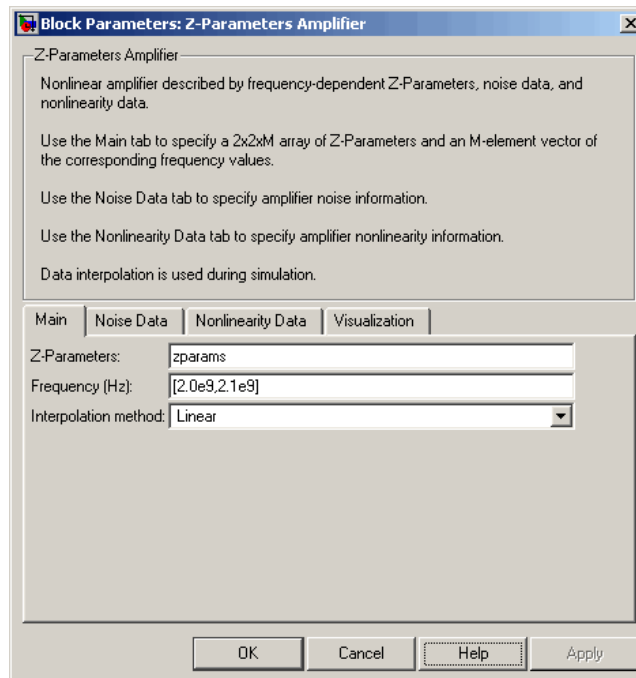 Block Parameters: Z-Parameters Amplifier
Z-Parameters Amplifier
Nonlinear amplifier described by frequency-dependent Z-Parameters, noise data, and
nonlinearity data.
Use the Main tab to specify a 2x2xM array of Z-Parameters and an M-element vector of
the corresponding frequency values.
Use the Noise Data tab to specify amplifier noise information.
Use the Nonlinearity Data tab to specify amplifier nonlinearity information.
Data interpolation is used during simulation.
Main Noise Data Nonlinearity Data Visualization
Z-Parameters: zparams
Frequency (Hz): [2.0e9,2.1e9]
Interpolation method: Linear
OK Cancel Help Apply